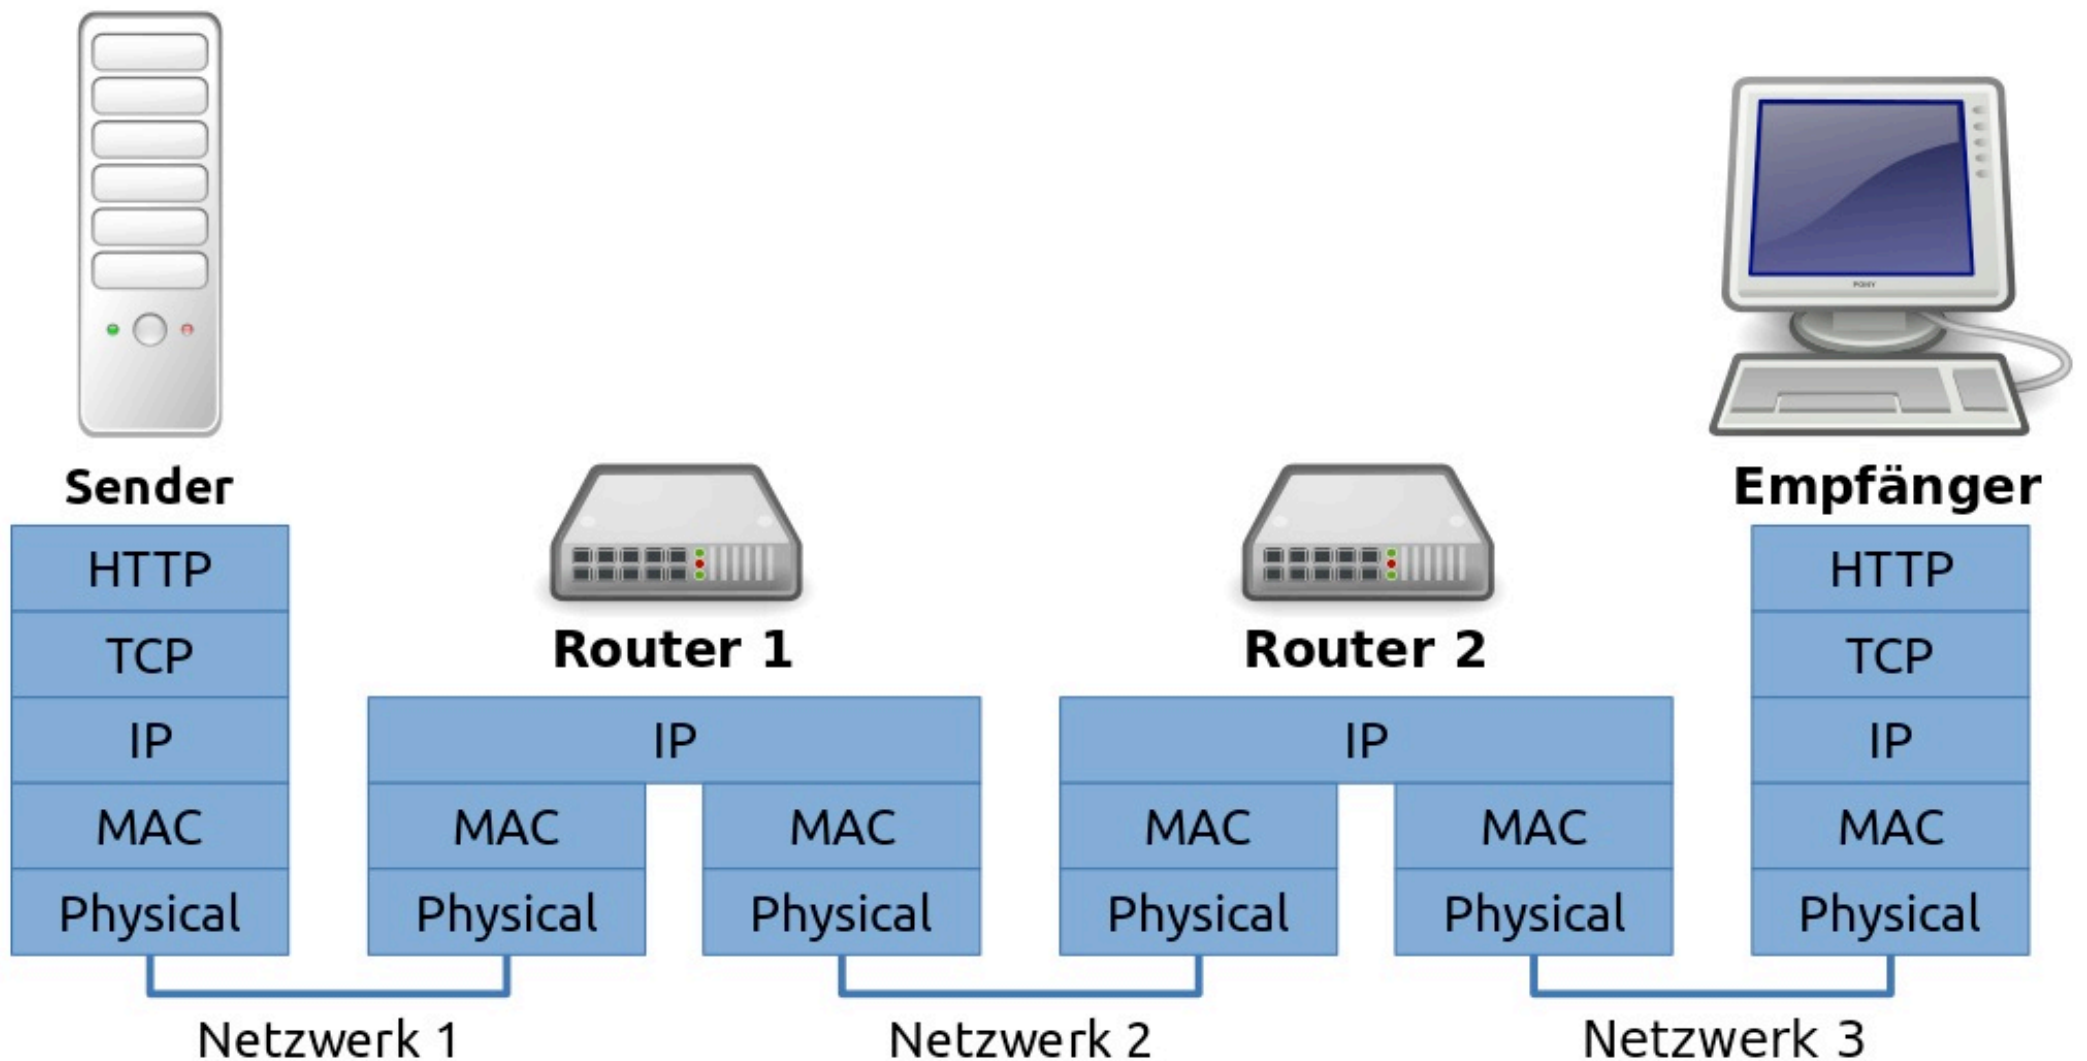 Sender
HTTP
TCP
IP
MAC
Physical
Router 1
IP
MAC
MAC
Physical
Physical
Router 2
IP
MAC
MAC
Physical
Physical
Empfänger
HTTP
TCP
IP
MAC
Physical
Netzwerk 1
Netzwerk 2
Netzwerk 3